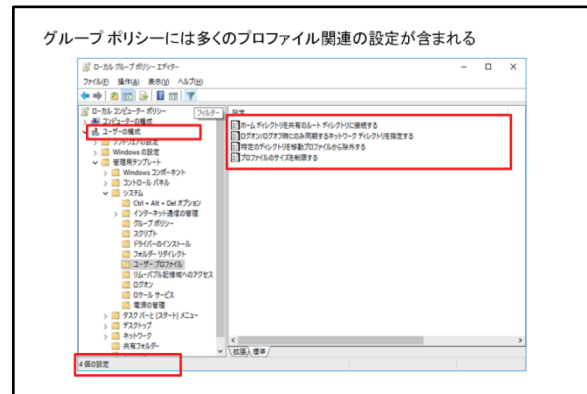 グループ ポリシーには多くのプロファイル関連の設定が含まれる
ローカル グループ ポリシー エディター
ファイル(F) 操作(A) 表示(V) ヘルプ(H)
フィルター
ローカル コンピューター ポリシー
コンピューターの構成
ユーザーの構成
ソフトウェアの設定
Windows の設定
管理用テンプレート
Windows コンポーネント
コントロール パネル
システム
Ctrl + Alt + Del オプション
インターネット通信の管理
グループ ポリシー
スクリプト
ドライバーのインストール
フォルダー リダイレクト
ユーザー プロファイル
リムーバブル記憶域へのアクセス
ログオン
ロケール サービス
電源の管理
タスク バーと [スタート] メニュー
デスクトップ
ネットワーク
共有フォルダー
設定
ホーム ディレクトリを共有のルート ディレクトリに接続する
ログオン/ログオフ時にのみ同期するネットワーク ディレクトリを指定する
特定のディレクトリを移動プロファイルから除外する
プロファイルのサイズを制限する
拡張 標準
4 個の設定